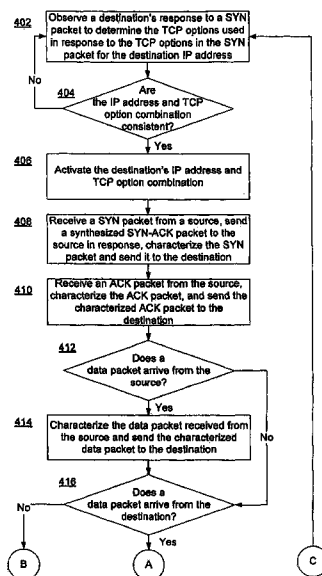 402
Observe a destination's response to a SYN
packet to determine the TCP options used
in response to the TCP options in the SYN
packet for the destination IP address
No
404
Are
the IP address and TCP
option combination
consistent?
Yes
406
Activate the destination's IP address and
TCP option combination
408
Receive a SYN packet from a source, send
a synthesized SYN-ACK packet to the
source in response, characterize the SYN
packet and send it to the destination
410
Receive an ACK packet from the source,
characterize the ACK packet, and send the
characterized ACK packet to the
destination
412
Does a
data packet arrive from the
source?
Yes
No
414
Characterize the data packet received from
the source and send the characterized
data packet to the destination
416
Does a
data packet arrive from the
destination?
No
Yes
B
A
C